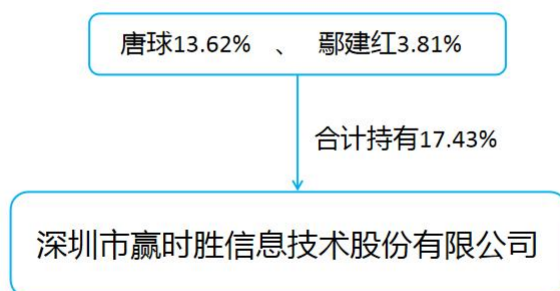 唐球13.62% 、 鄢建红3.81%
合计持有17.43%
深圳市赢时胜信息技术股份有限公司